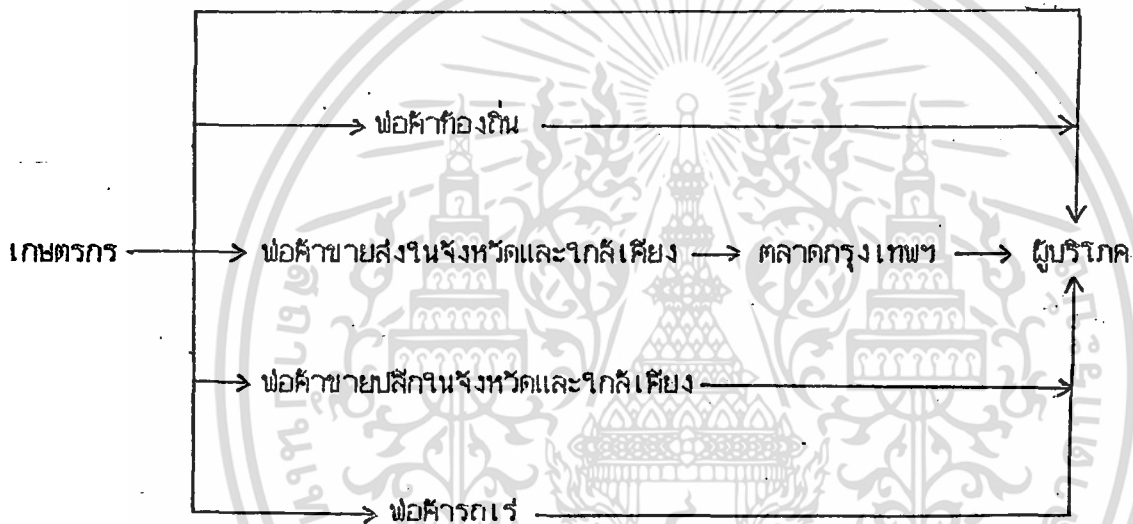 พ่อค้าท้องถิ่น
เกษตรกร พ่อค้าขายส่งในจังหวัดและใกล้เคียง ตลาดกรุงเทพฯ ผู้บริโภค
พ่อค้าขายปลีกในจังหวัดและใกล้เคียง
พ่อค้ารถเร่